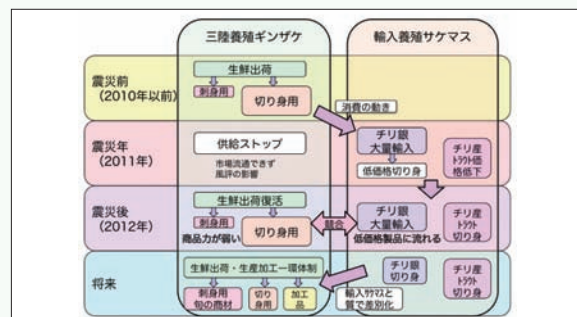 三陸養殖ギンザケ
輸入養殖サケマス
震災前
(2010年以前)
生鮮出荷
刺身用
切り身用
消費の動き
震災年
(2011年)
供給ストップ
市場流通できず
風評の影響
チリ銀
大量輸入
低価格切り身
チリ産
トラウト価
格低下
震災後
(2012年)
生鮮出荷復活
刺身用
商品力が弱い
切り身用
競合
チリ銀
大量輸入
低価格製品に流れる
チリ産
トラウト
切り身
将来
生鮮出荷・生産加工一環体制
刺身用
旬の商材
切り
身用
加工
品
輸入サケマスと
質で差別化
チリ銀
切り身
チリ産
トラウト
切り身